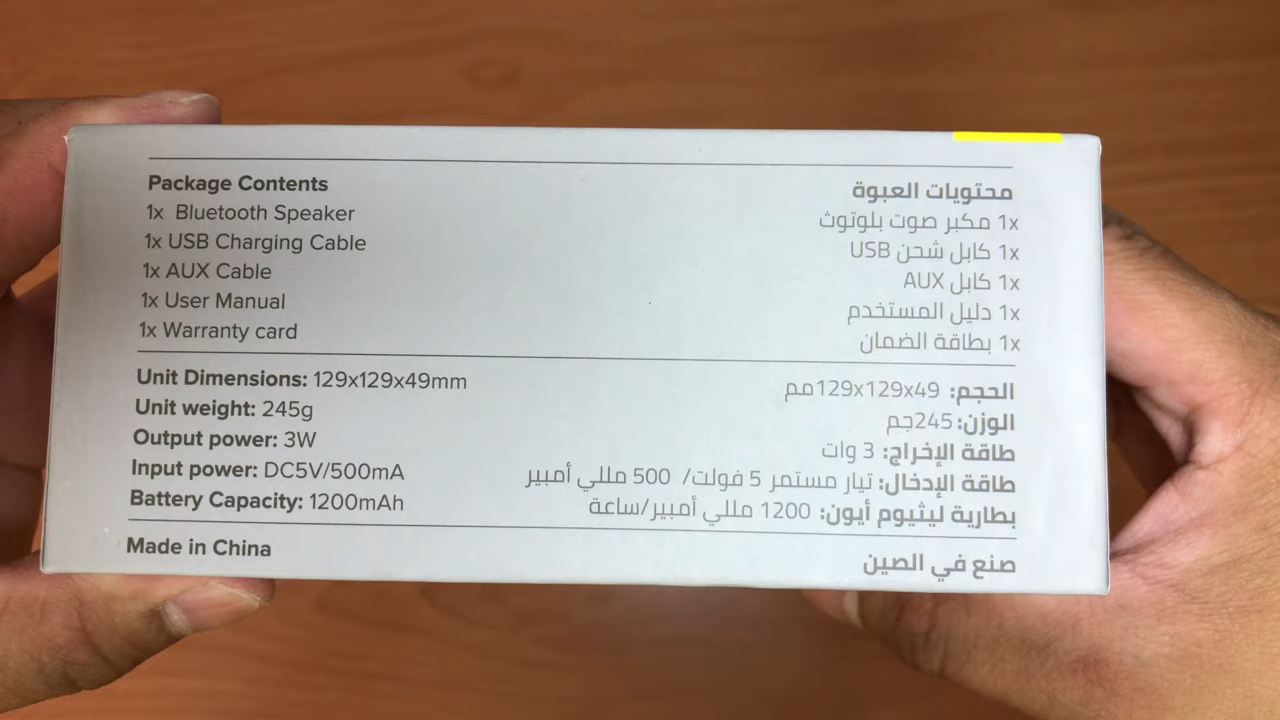 Package Contents
1x Bluetooth Speaker
1x USB Charging Cable
1x AUX Cable
1x User Manual
1x Warranty card
Unit Dimensions: 129x129x49mm
Unit weight: 245g
Output power: 3W
Input power: DC5V/500mA
Battery Capacity: 1200mAh
Made in China
محتويات العبوة
1x مكبر صوت بلوتوث
1x كابل شحن USB
1x كابل AUX
1x دليل المستخدم
1x بطاقة الضمان
الحجم: 129x129x49مم
الوزن: 245جم
طاقة الإخراج: 3 وات
طاقة الإدخال: تيار مستمر 5 فولت/ 500 مللي أمبير
بطارية ليثيوم أيون: 1200 مللي أمبير/ساعة
صنع في الصين